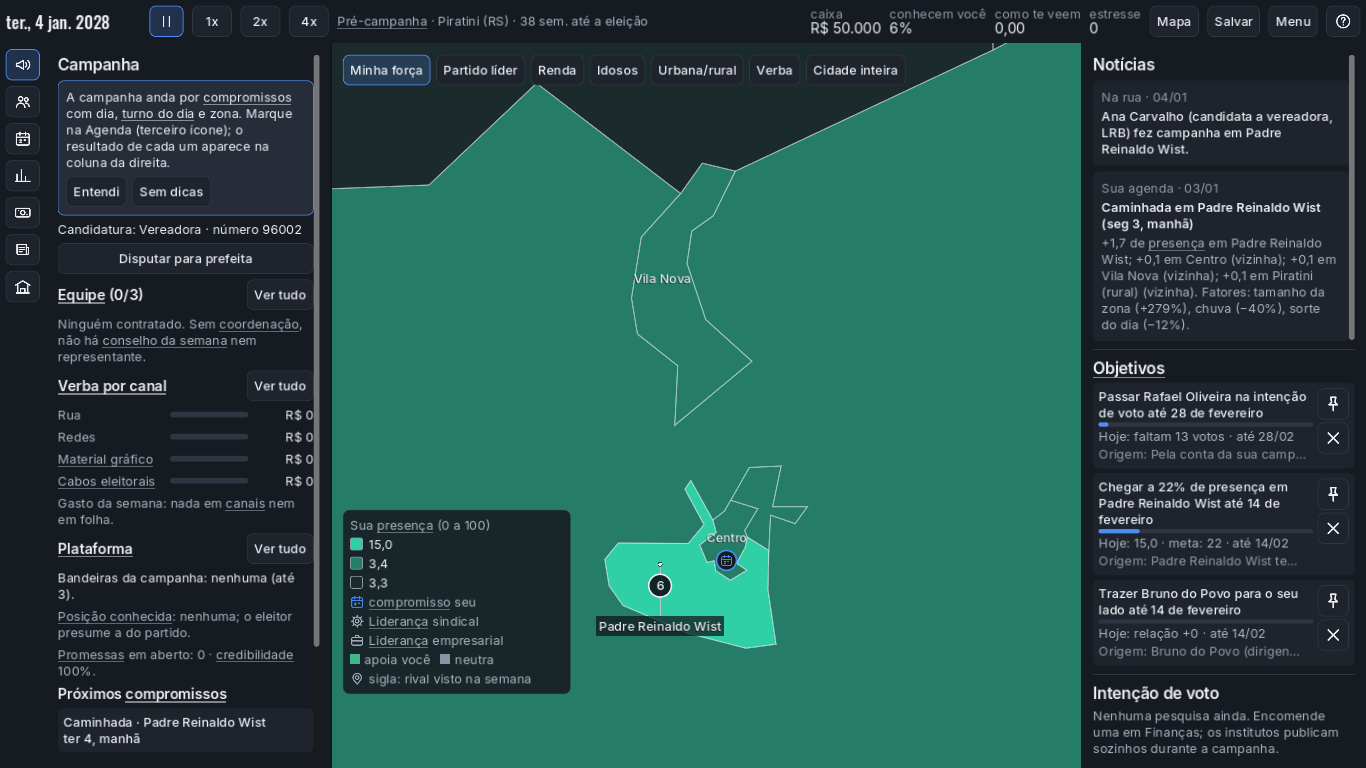 ter., 4 jan. 2028
1x
2x
4x
Pré-campanha · Piratini (RS) · 38 sem. até a eleição
caixa
R$ 50.000
conhecem você
6%
como te veem
0,00
estresse
0
Mapa
Salvar
Menu
Campanha
A campanha anda por compromissos
com dia, turno do dia e zona. Marque
na Agenda (terceiro ícone); o
resultado de cada um aparece na
coluna da direita.
Entendi
Sem dicas
Candidatura: Vereadora · número 96002
Disputar para prefeita
Equipe (0/3)
Ver tudo
Ninguém contratado. Sem coordenação,
não há conselho da semana nem
representante.
Verba por canal
Ver tudo
Rua
R$ 0
Redes
R$ 0
Material gráfico
R$ 0
Cabos eleitorais
R$ 0
Gasto da semana: nada em canais nem
em folha.
Plataforma
Ver tudo
Bandeiras da campanha: nenhuma (até
3).
Posição conhecida: nenhuma; o eleitor
presume a do partido.
Promessas em aberto: 0 · credibilidade
100%.
Próximos compromissos
Caminhada · Padre Reinaldo Wist
ter 4, manhã
Minha força
Partido líder
Renda
Idosos
Urbana/rural
Verba
Cidade inteira
Vila Nova
Centro
6
Padre Reinaldo Wist
Sua presença (0 a 100)
15,0
3,4
3,3
compromisso seu
Liderança sindical
Liderança empresarial
apoia você
neutra
sigla: rival visto na semana
Notícias
Na rua · 04/01
Ana Carvalho (candidata a vereadora,
LRB) fez campanha em Padre
Reinaldo Wist.
Sua agenda · 03/01
Caminhada em Padre Reinaldo Wist
(seg 3, manhã)
+1,7 de presença em Padre Reinaldo
Wist; +0,1 em Centro (vizinha); +0,1 em
Vila Nova (vizinha); +0,1 em Piratini
(rural) (vizinha). Fatores: tamanho da
zona (+279%), chuva (−40%), sorte
do dia (−12%).
Objetivos
Passar Rafael Oliveira na intenção
de voto até 28 de fevereiro
Hoje: faltam 13 votos · até 28/02
Origem: Pela conta da sua camp...
Chegar a 22% de presença em
Padre Reinaldo Wist até 14 de
fevereiro
Hoje: 15,0 · meta: 22 · até 14/02
Origem: Padre Reinaldo Wist te...
Trazer Bruno do Povo para o seu
lado até 14 de fevereiro
Hoje: relação +0 · até 14/02
Origem: Bruno do Povo (dirigen...
Intenção de voto
Nenhuma pesquisa ainda. Encomende
uma em Finanças; os institutos publicam
sozinhos durante a campanha.